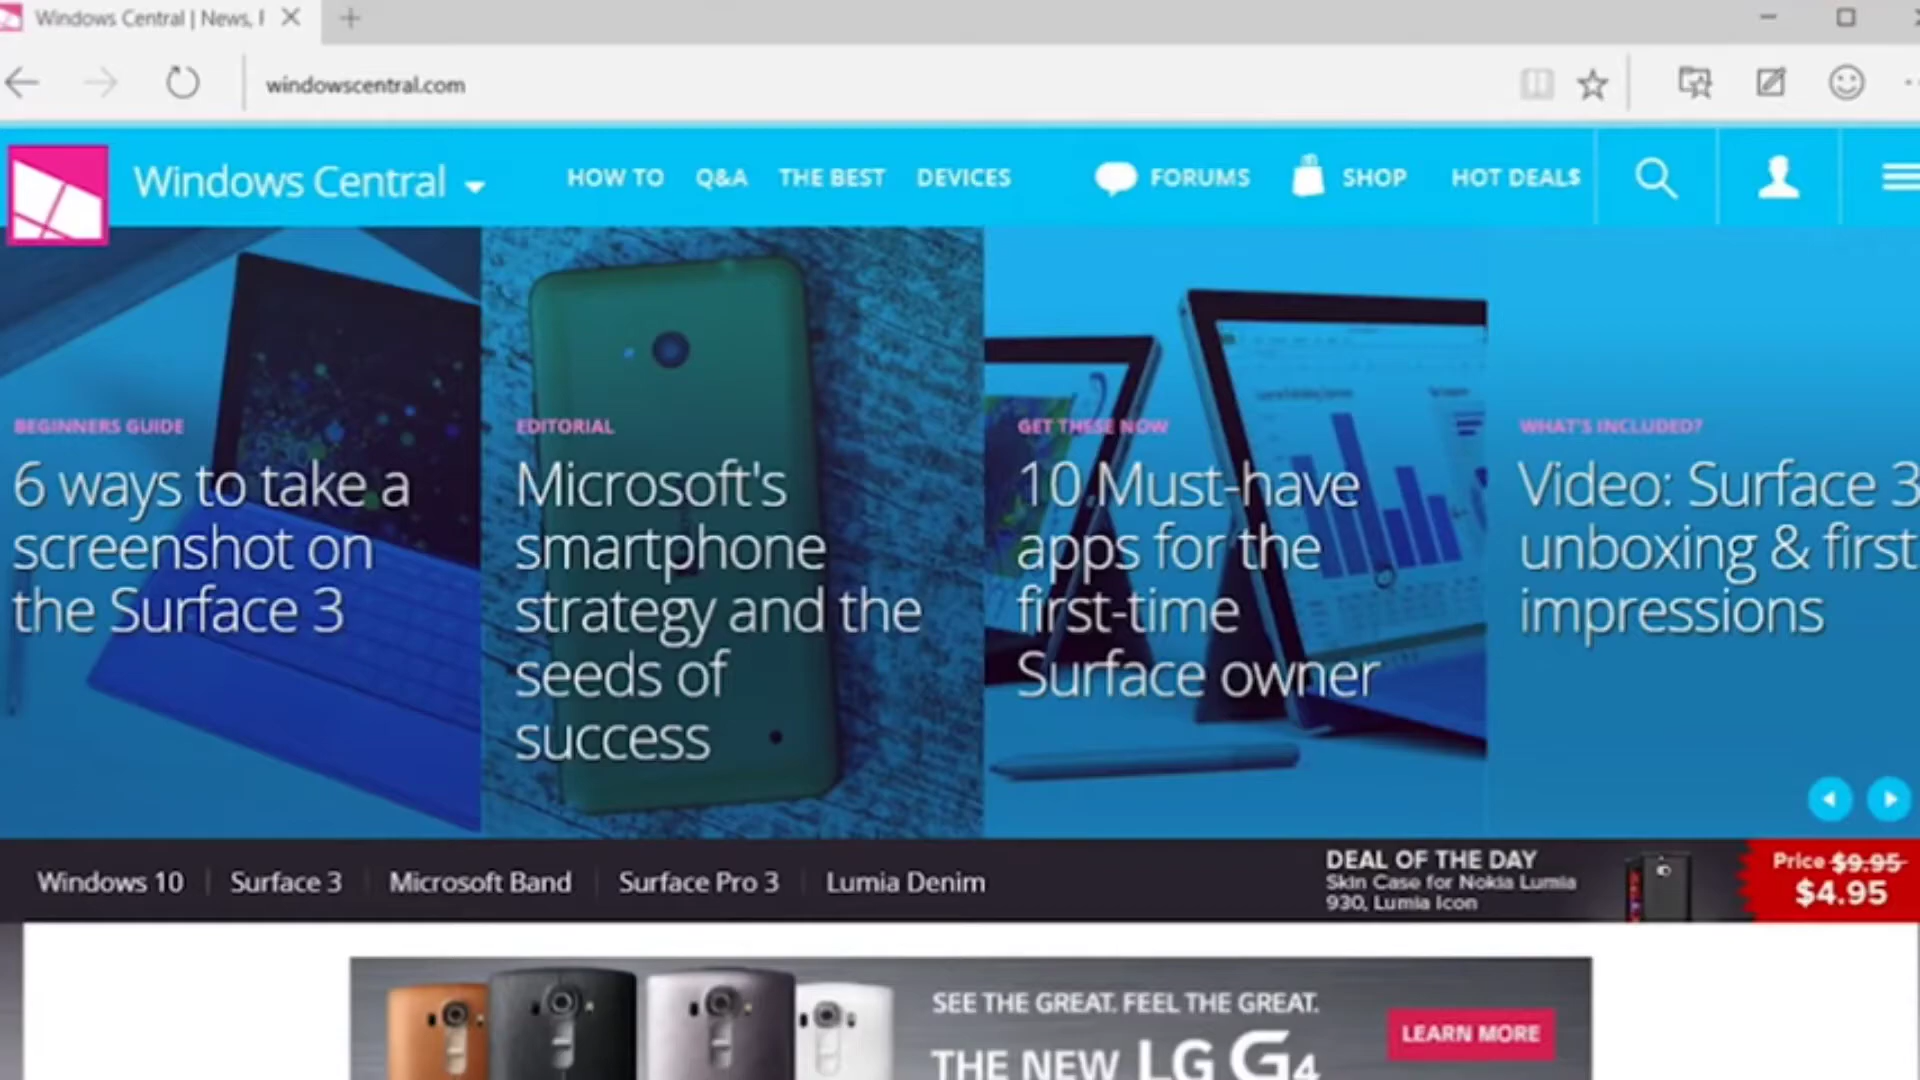 Windows Central | News, 
windowscentral.com
Windows Central
HOW TO Q&A THE BEST DEVICES FORUMS SHOP HOT DEAL$
BEGINNERS GUIDE
6 ways to take a
screenshot on
the Surface 3
EDITORIAL
Microsoft's
smartphone
strategy and the
seeds of
success
GET THESE NOW
10 Must-have
apps for the
first-time
Surface owner
WHAT'S INCLUDED?
Video: Surface 3
unboxing & first
impressions
Windows 10 Surface 3 Microsoft Band Surface Pro 3 Lumia Denim
DEAL OF THE DAY
Skin Case for Nokia Lumia
930, Lumia Icon
Price $9.95
$4.95
SEE THE GREAT. FEEL THE GREAT.
THE NEW LG G4
LEARN MORE